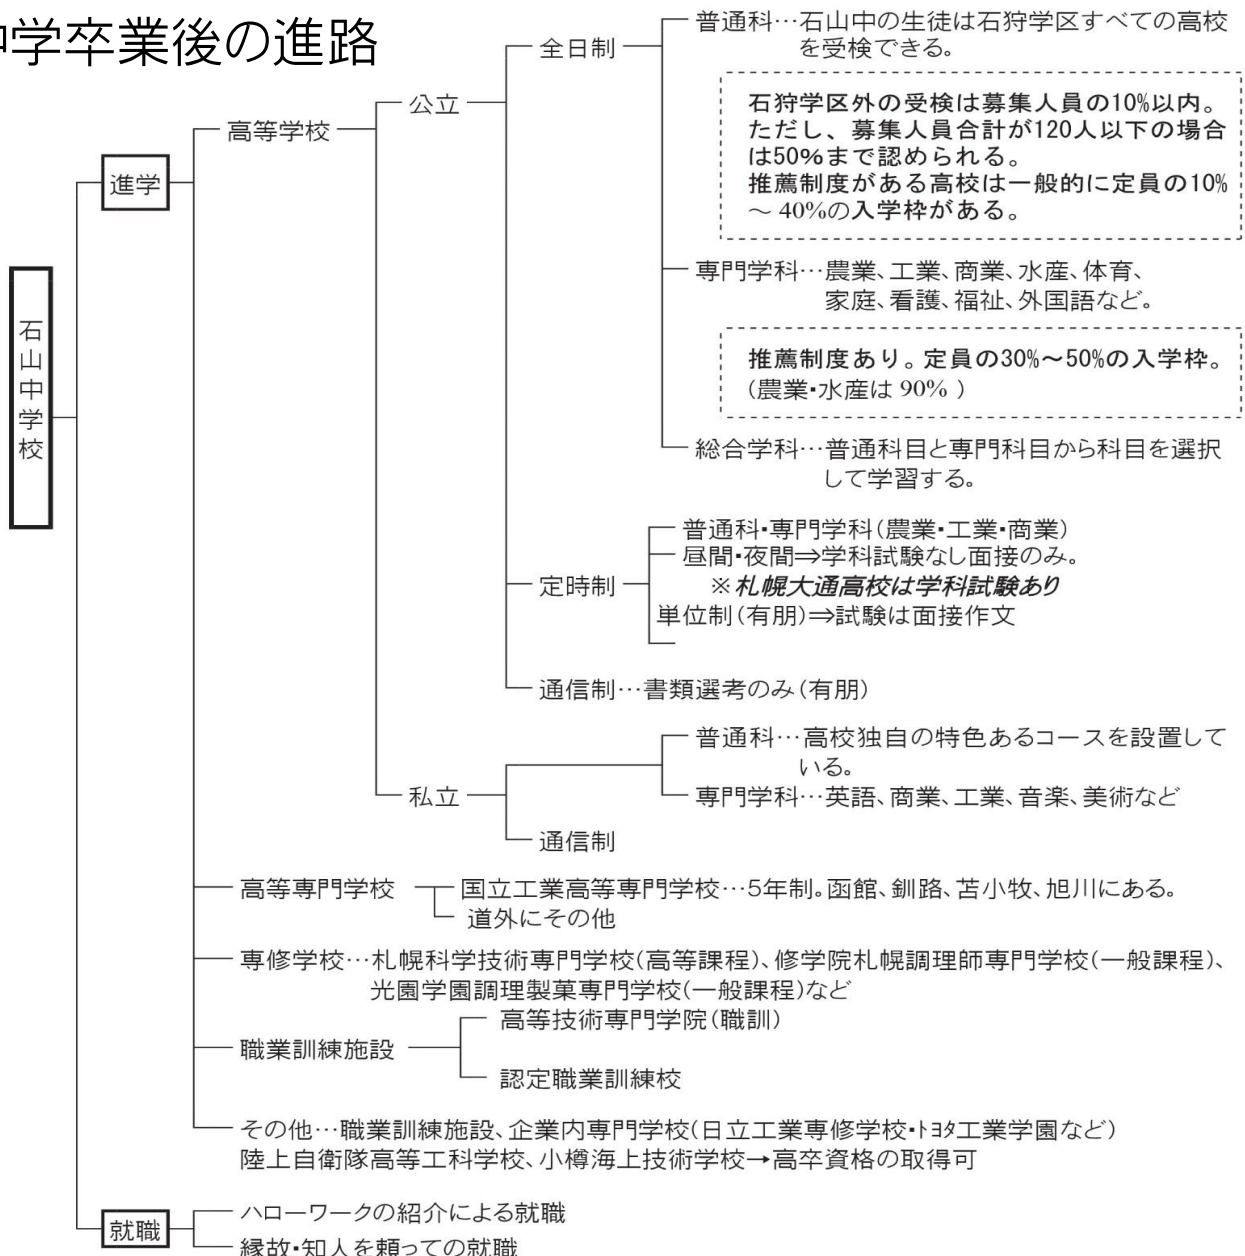 中学卒業後の進路
石山中学校
進学
高等学校
公立
全日制
普通科…石山中の生徒は石狩学区すべての高校
を受検できる。
石狩学区外の受検は募集人員の10%以内。
ただし、募集人員合計が120人以下の場合
は50%まで認められる。
推薦制度がある高校は一般的に定員の10%
～40%の入学枠がある。
専門学科…農業、工業、商業、水産、体育、
家庭、看護、福祉、外国語など。
推薦制度あり。定員の30%～50%の入学枠。
(農業・水産は 90% )
総合学科…普通科目と専門科目から科目を選択
して学習する。
定時制
普通科・専門学科(農業・工業・商業)
昼間・夜間⇒学科試験なし面接のみ。
※札幌大通高校は学科試験あり
単位制(有朋)⇒試験は面接作文
通信制…書類選考のみ(有朋)
私立
普通科…高校独自の特色あるコースを設置して
いる。
専門学科…英語、商業、工業、音楽、美術など
通信制
高等専門学校
国立工業高等専門学校…5年制。函館、釧路、苫小牧、旭川にある。
道外にその他
専修学校…札幌科学技術専門学校(高等課程)、修学院札幌調理師専門学校(一般課程)、
光園学園調理製菓専門学校(一般課程)など
職業訓練施設
高等技術専門学院(職訓)
認定職業訓練校
その他…職業訓練施設、企業内専門学校(日立工業専修学校・ﾄﾖﾀ工業学園など)
陸上自衛隊高等工科学校、小樽海上技術学校→高卒資格の取得可
就職
ハローワークの紹介による就職
縁故・知人を頼っての就職